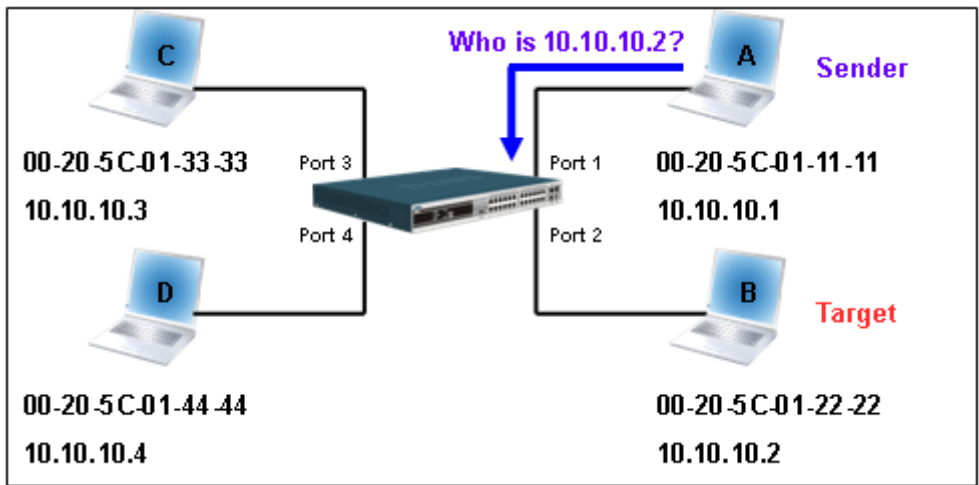 C
Who is 10.10.10.2?
A
Sender
00-20-5C-01-33-33
Port 3
Port 1
00-20-5C-01-11-11
10.10.10.3
10.10.10.1
Port 4
Port 2
D
B
Target
00-20-5C-01-44-44
00-20-5C-01-22-22
10.10.10.4
10.10.10.2